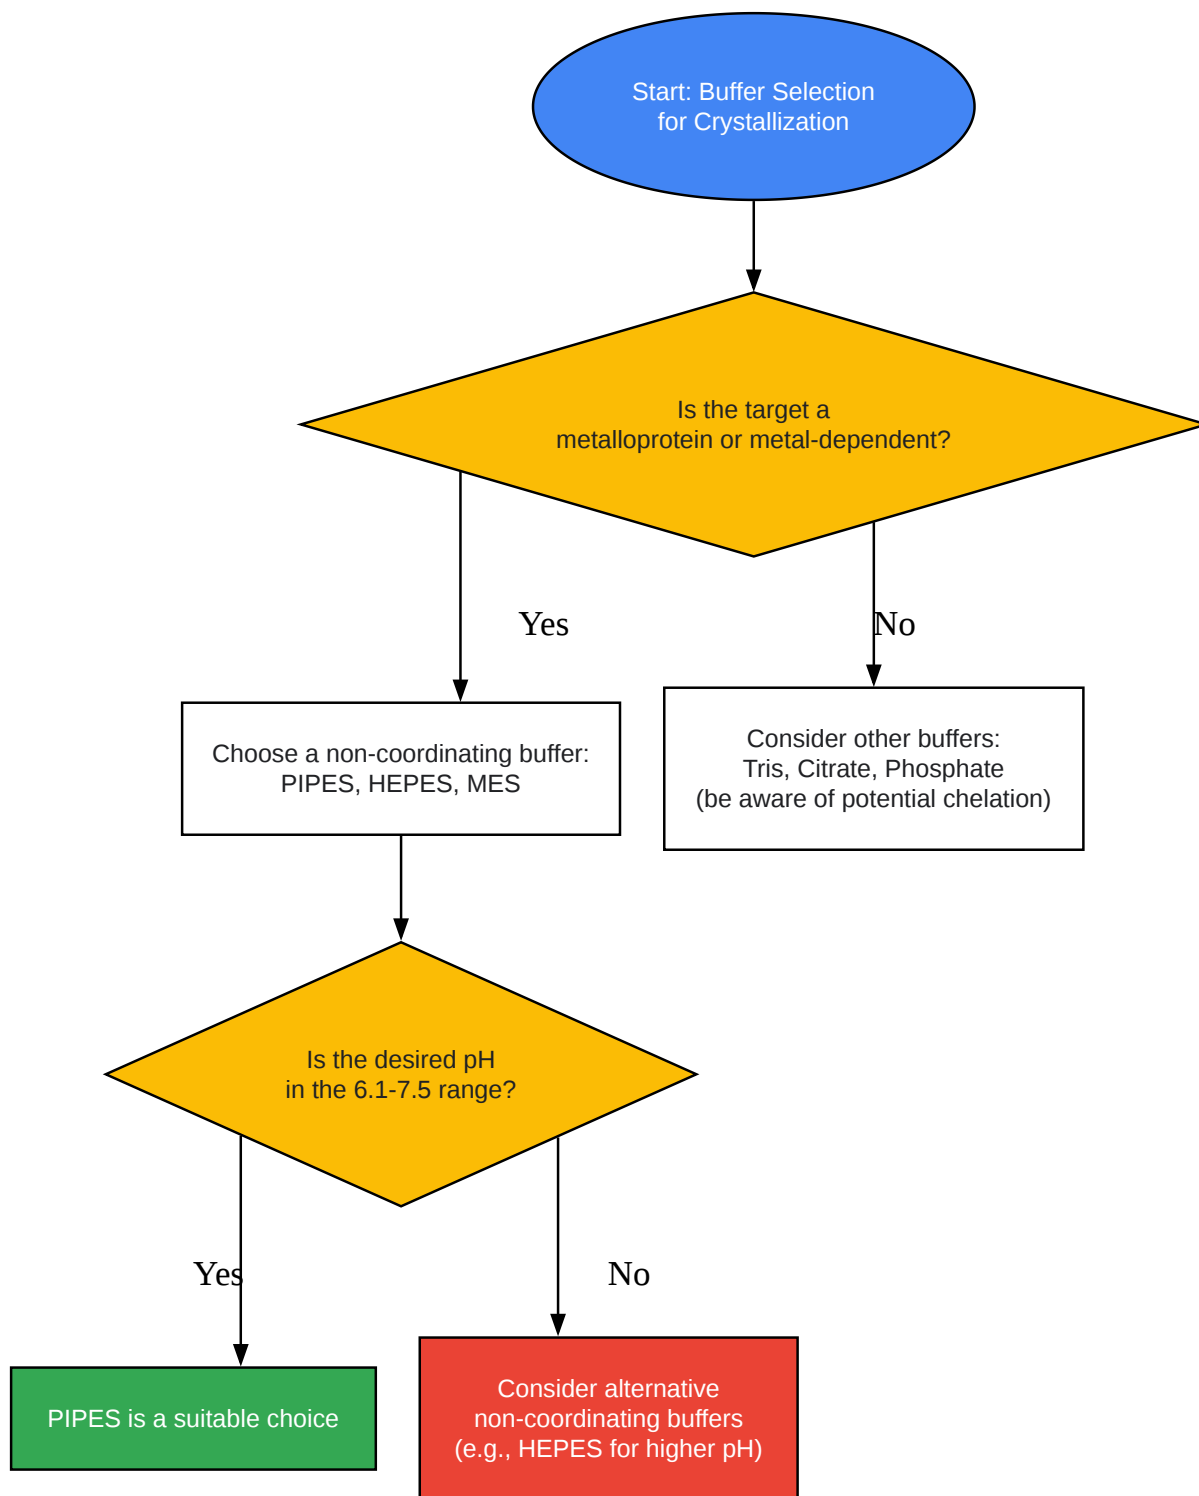 Start: Buffer Selection
for Crystallization
Is the target a
metalloprotein or metal-dependent?
Yes
No
Choose a non-coordinating buffer:
PIPES, HEPES, MES
Consider other buffers:
Tris, Citrate, Phosphate
(be aware of potential chelation)
Is the desired pH
in the 6.1-7.5 range?
Yes
No
PIPES is a suitable choice
Consider alternative
non-coordinating buffers
(e.g., HEPES for higher pH)